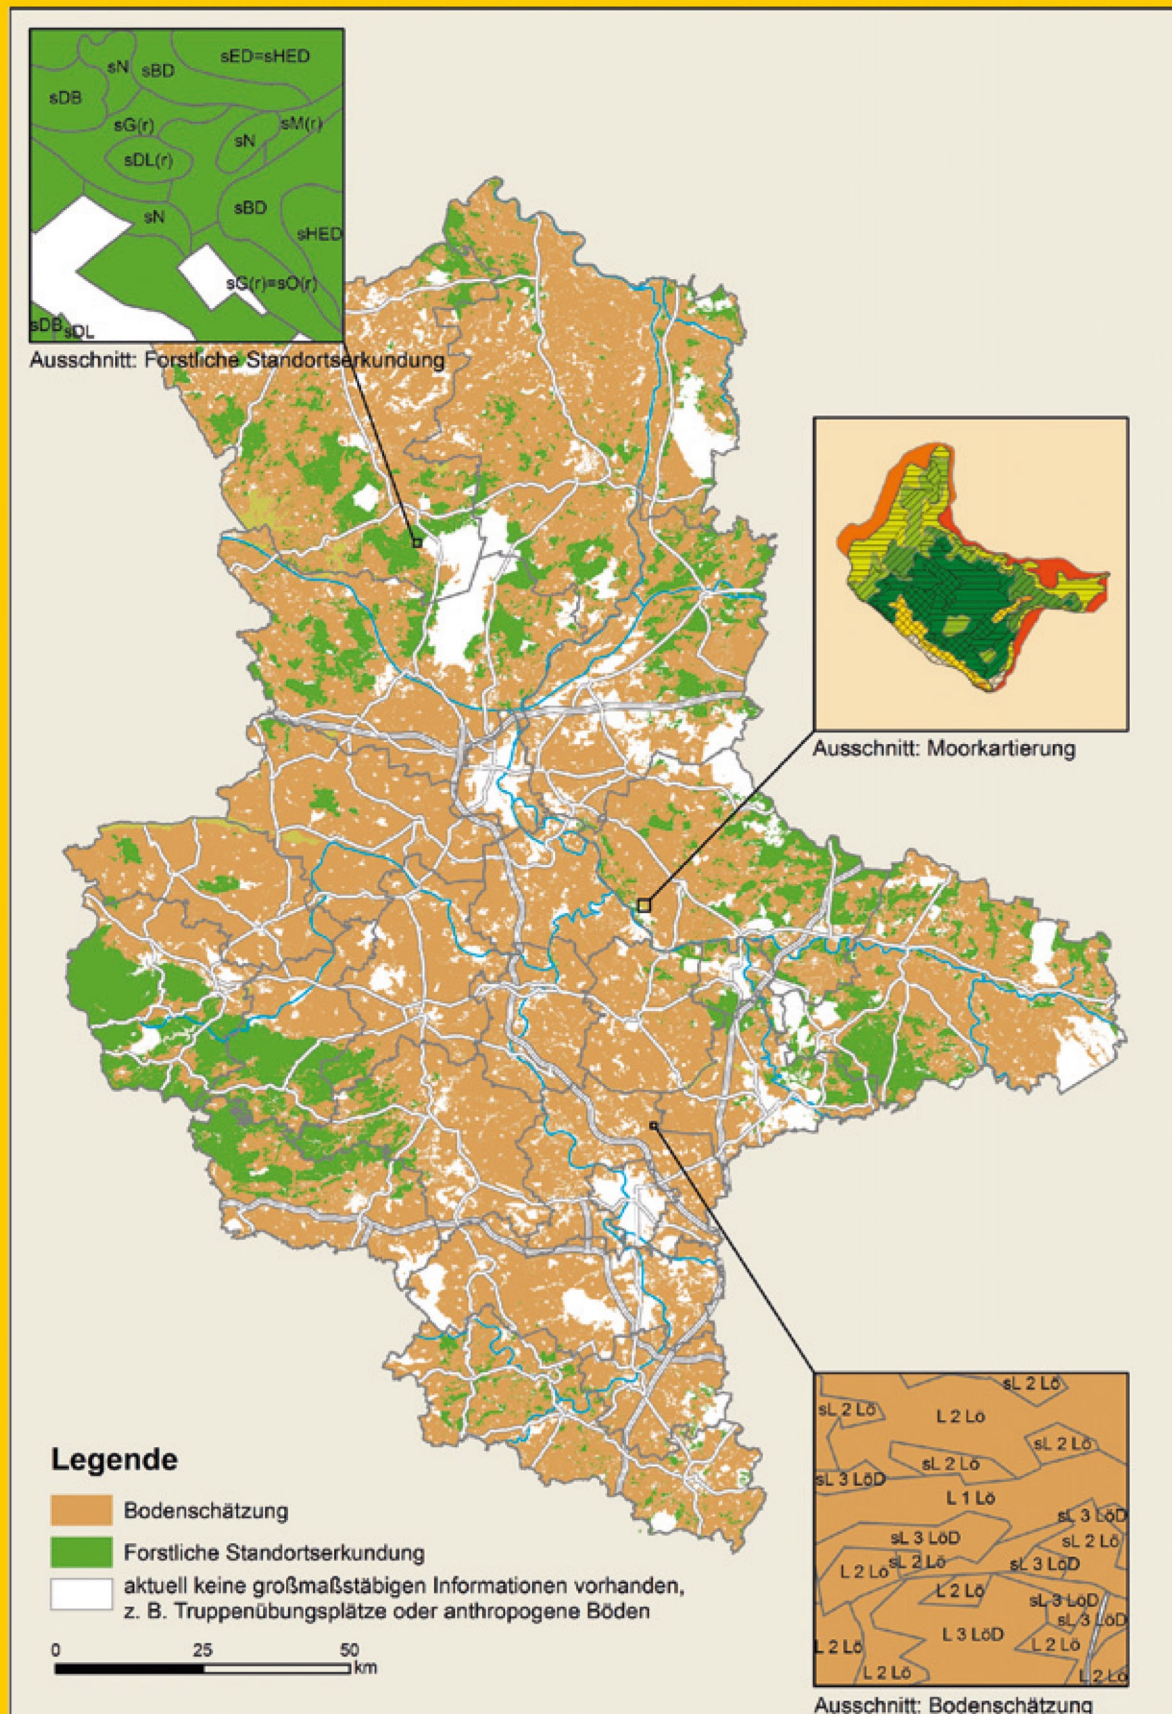 sED=sHED
sN
sBD
sDB
sG(r)
sM(r)
sN
sDL(r)
sBD
sN
sHED
sG(r)=sO(r)
sDB
sDL
Ausschnitt: Forstliche Standortserkundung
Ausschnitt: Moorkartierung
sL 2 Lö
sL 2 Lö
L 2 Lö
sL 2 Lö
sL 2 Lö
sL 3 LöD
L 1 Lö
sL 3 LöD
sL 3 LöD
sL 2 Lö
sL 2 Lö
sL 3 LöD
L 2 Lö
L 2 Lö
sL 3 LöD
sL 3 LöD
L 3 LöD
L 2 Lö
L 2 Lö
L 2 Lö
L 2 Lö
Ausschnitt: Bodenschätzung
Legende
Bodenschätzung
Forstliche Standortserkundung
aktuell keine großmaßstäbigen Informationen vorhanden,
z. B. Truppenübungsplätze oder anthropogene Böden
0 25 50
km